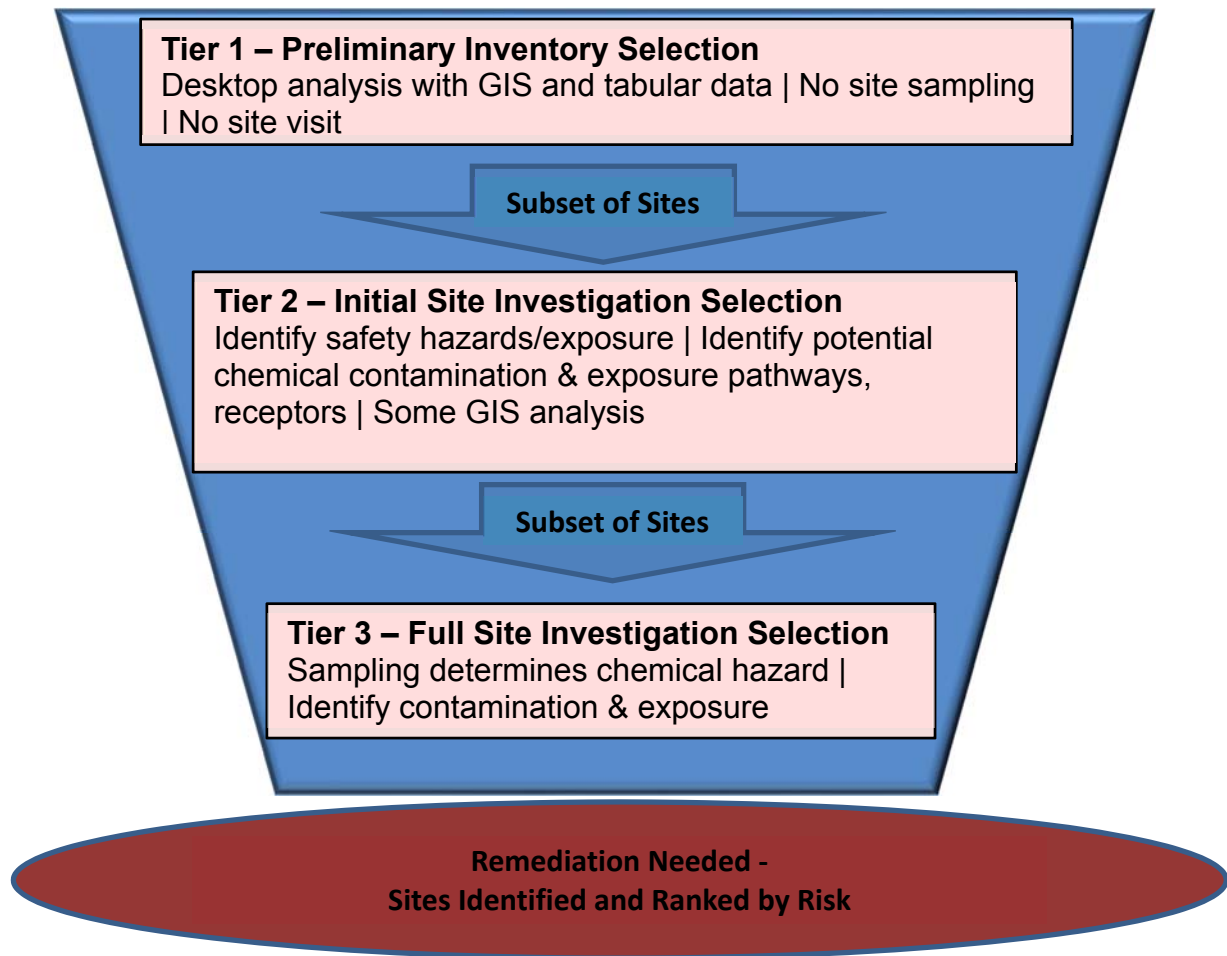 Tier 1 – Preliminary Inventory Selection
Desktop analysis with GIS and tabular data | No site sampling
| No site visit
Subset of Sites
Tier 2 – Initial Site Investigation Selection
Identify safety hazards/exposure | Identify potential
chemical contamination & exposure pathways,
receptors | Some GIS analysis
Subset of Sites
Tier 3 – Full Site Investigation Selection
Sampling determines chemical hazard |
Identify contamination & exposure
Remediation Needed -
Sites Identified and Ranked by Risk